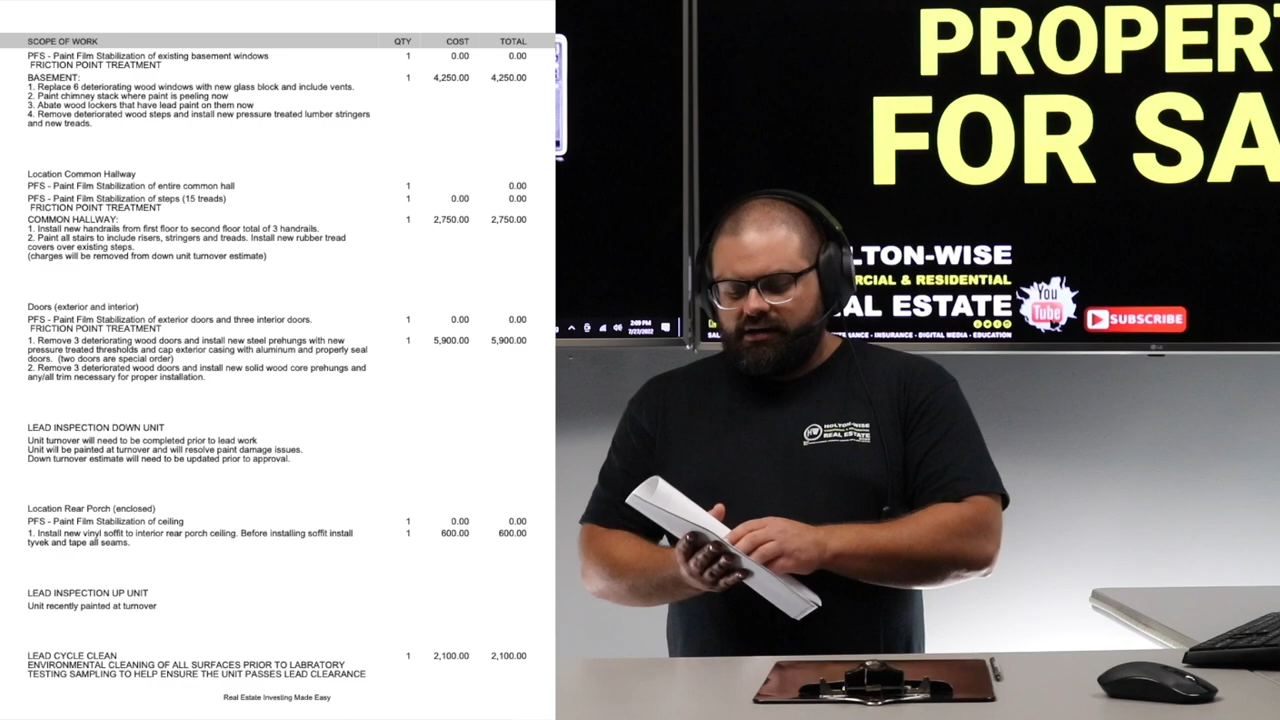 SCOPE OF WORK QTY COST TOTAL
PFS - Paint Film Stabilization of existing basement windows 1 0.00 0.00
FRICTION POINT TREATMENT
BASEMENT: 1 4,250.00 4,250.00
1. Replace 6 deteriorating wood windows with new glass block and include vents.
2. Paint chimney stack where paint is peeling now
3. Abate wood lockers that have lead paint on them now
4. Remove deteriorated wood steps and install new pressure treated lumber stringers
and new treads.
Location Common Hallway
PFS - Paint Film Stabilization of entire common hall 1 0.00
PFS - Paint Film Stabilization of steps (15 treads) 1 0.00 0.00
FRICTION POINT TREATMENT
COMMON HALLWAY: 1 2,750.00 2,750.00
1. Install new handrails from first floor to second floor total of 3 handrails.
2. Paint all stairs to include risers, stringers and treads. Install new rubber tread
covers over existing steps.
(charges will be removed from down unit turnover estimate)
Doors (exterior and interior)
PFS - Paint Film Stabilization of exterior doors and three interior doors. 1 0.00 0.00
FRICTION POINT TREATMENT
1. Remove 3 deteriorating wood doors and install new steel prehungs with new 1 5,900.00 5,900.00
pressure treated thresholds and cap exterior casing with aluminum and properly seal
doors. (two doors are special order)
2. Remove 3 deteriorated wood doors and install new solid wood core prehungs and
any/all trim necessary for proper installation.
LEAD INSPECTION DOWN UNIT
Unit turnover will need to be completed prior to lead work
Unit will be painted at turnover and will resolve paint damage issues.
Down turnover estimate will need to be updated prior to approval.
Location Rear Porch (enclosed)
PFS - Paint Film Stabilization of ceiling 1 0.00 0.00
1. Install new vinyl soffit to interior rear porch ceiling. Before installing soffit install 1 600.00 600.00
tyvek and tape all seams.
LEAD INSPECTION UP UNIT
Unit recently painted at turnover
LEAD CYCLE CLEAN 1 2,100.00 2,100.00
ENVIRONMENTAL CLEANING OF ALL SURFACES PRIOR TO LABRATORY
TESTING SAMPLING TO HELP ENSURE THE UNIT PASSES LEAD CLEARANCE
Real Estate Investing Made Easy
PROPER
FOR SA
LTON-WISE
RCIAL & RESIDENTIAL
AL ESTATE
You
Tube
SUBSCRIBE
ANCE - INSURANCE - DIGITAL MEDIA - EDUCATION
2:09 PM
7/27/2022
HW
HOLTON-WISE
REAL ESTATE
LG